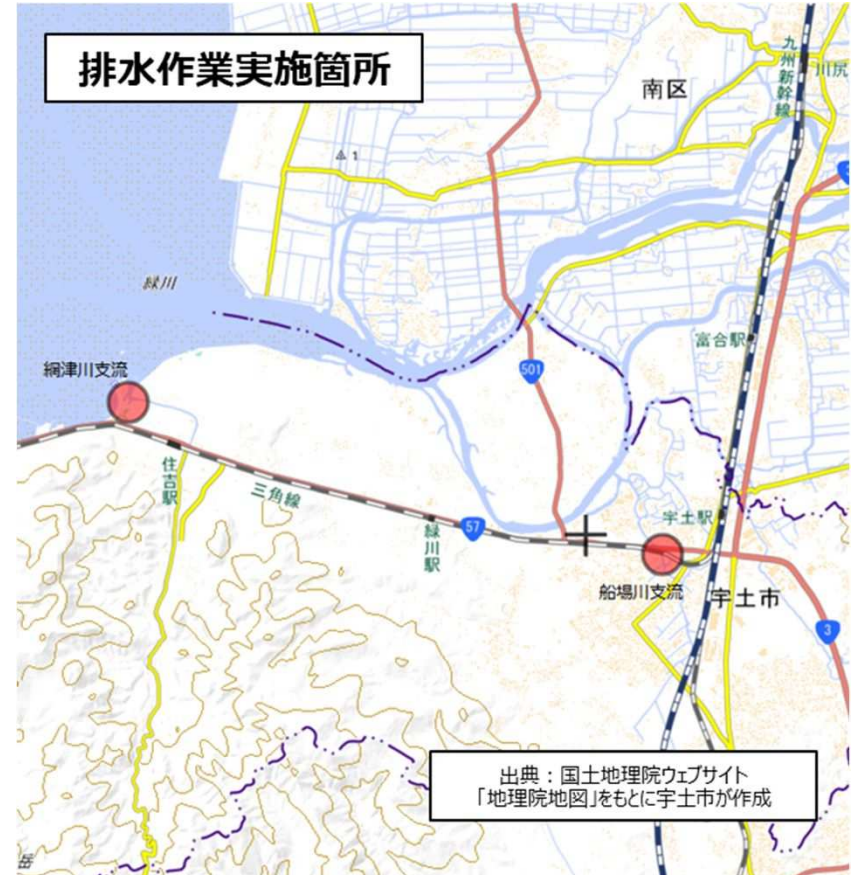 排水作業実施箇所
南区
九州新幹線
川尻
1
3
緑川
富合駅
網津川支流
501
住吉駅
三角線
緑川駅
57
宇土駅
船場川支流
宇土市
3
出典：国土地理院ウェブサイト
「地理院地図」をもとに宇土市が作成
岳